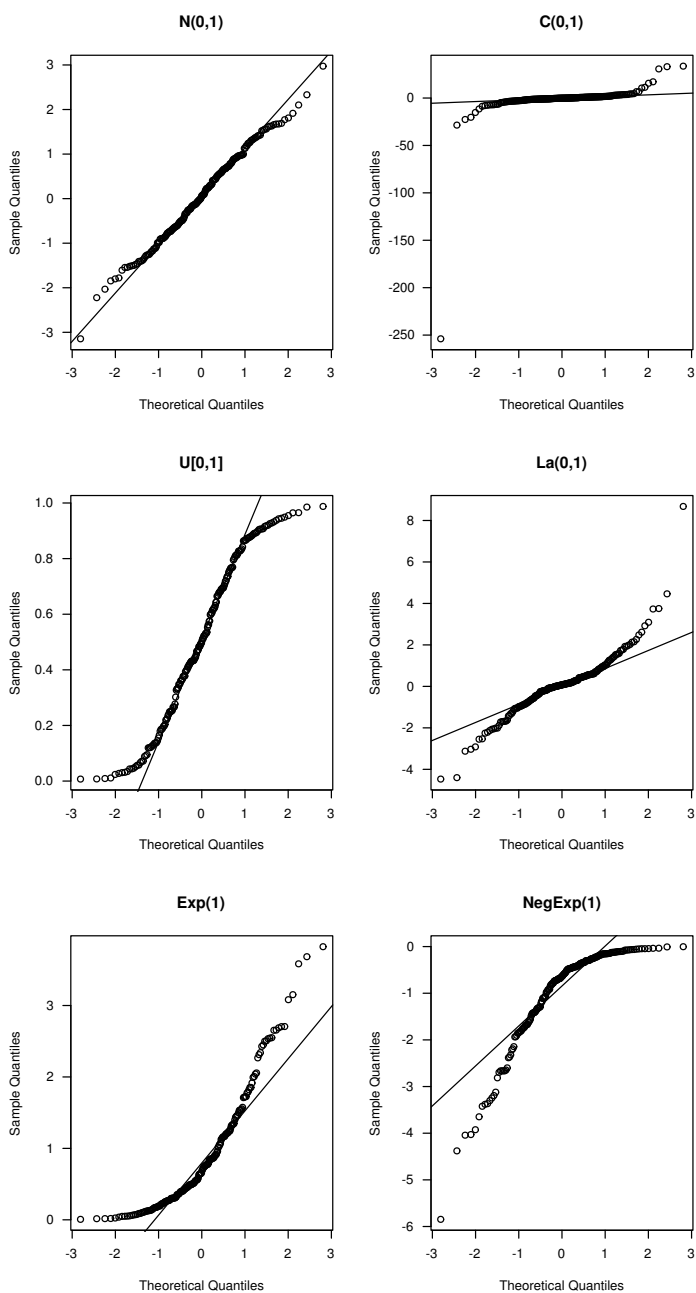 N(0,1)
3
2
1
0
-1
-2
-3
Sample Quantiles
-3 -2 -1 0 1 2 3
Theoretical Quantiles
C(0,1)
0
-50
-100
-150
-200
-250
Sample Quantiles
-3 -2 -1 0 1 2 3
Theoretical Quantiles
U[0,1]
1.0
0.8
0.6
0.4
0.2
0.0
Sample Quantiles
-3 -2 -1 0 1 2 3
Theoretical Quantiles
La(0,1)
8
6
4
2
0
-2
-4
Sample Quantiles
-3 -2 -1 0 1 2 3
Theoretical Quantiles
Exp(1)
3
2
1
0
Sample Quantiles
-3 -2 -1 0 1 2 3
Theoretical Quantiles
NegExp(1)
0
-1
-2
-3
-4
-5
-6
Sample Quantiles
-3 -2 -1 0 1 2 3
Theoretical Quantiles